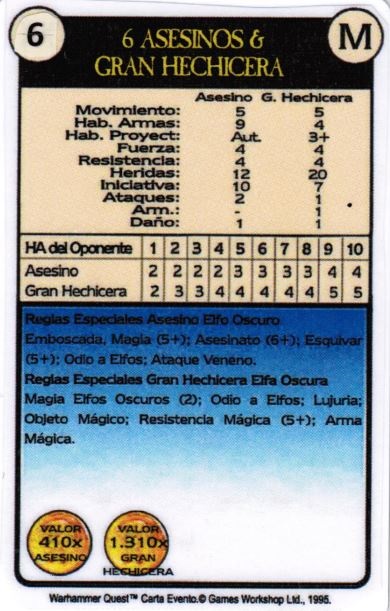 6
M
6 ASESINOS &
GRAN HECHICERA
Asesino G. Hechicera
Movimiento: 5 5
Hab. Armas: 9 4
Hab. Proyect: Aut. 3+
Fuerza: 4 4
Resistencia: 4 4
Heridas: 12 20
Iniciativa: 10 7
Ataques: 2 1
Arm.: - 1
Daño: 1 1
HA del Oponente 1 2 3 4 5 6 7 8 9 10
Asesino 2 2 2 2 3 3 3 3 4 4
Gran Hechicera 2 3 3 4 4 4 4 4 5 5
Reglas Especiales Asesino Elfo Oscuro
Emboscada, Magia (5+); Asesinato (6+); Esquivar
(5+); Odio a Elfos; Ataque Veneno.
Reglas Especiales Gran Hechicera Elfa Oscura
Magia Elfos Oscuros (2); Odio a Elfos; Lujuria;
Objeto Mágico; Resistencia Mágica (5+); Arma
Mágica.
VALOR
410x
ASESINO
VALOR
1.310x
GRAN
HECHICERA
Warhammer Quest™ Carta Evento.© Games Workshop Ltd., 1995.